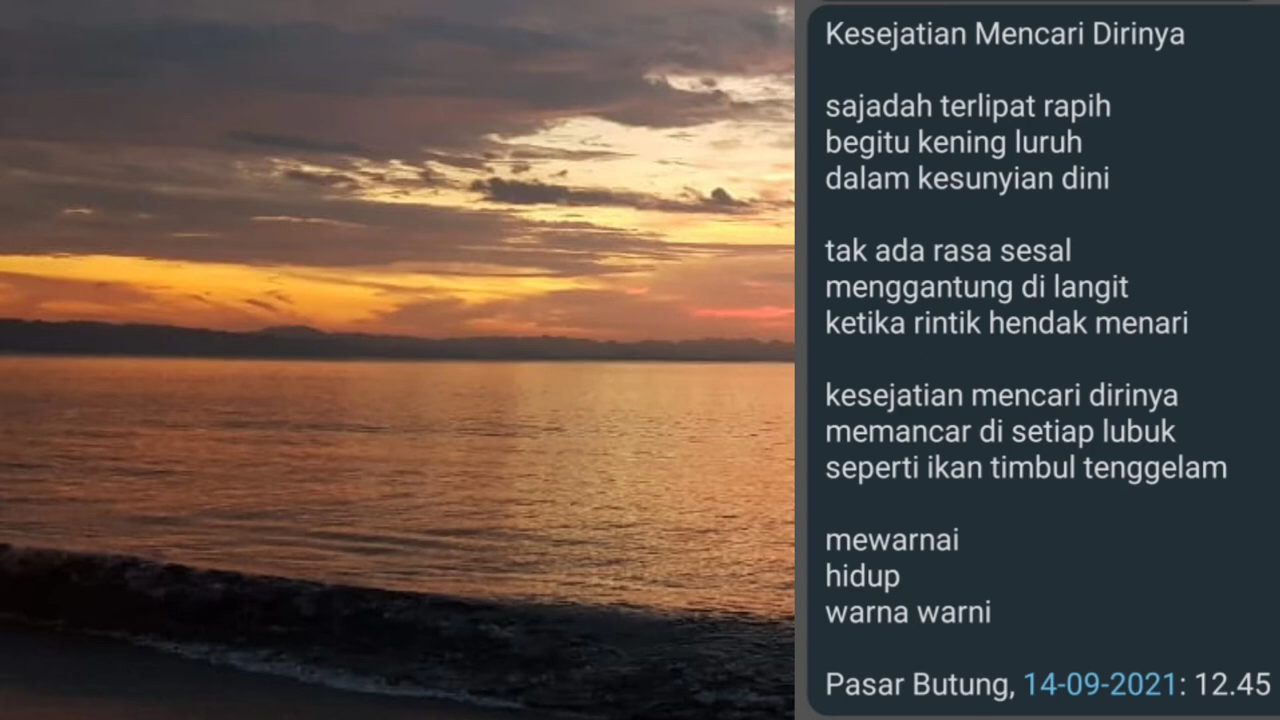 Kesejatian Mencari Dirinya
sajadah terlipat rapih
begitu kening luruh
dalam kesunyian dini
tak ada rasa sesal
menggantung di langit
ketika rintik hendak menari
kesejatian mencari dirinya
memancar di setiap lubuk
seperti ikan timbul tenggelam
mewarnai
hidup
warna warni
Pasar Butung, 14-09-2021: 12.45